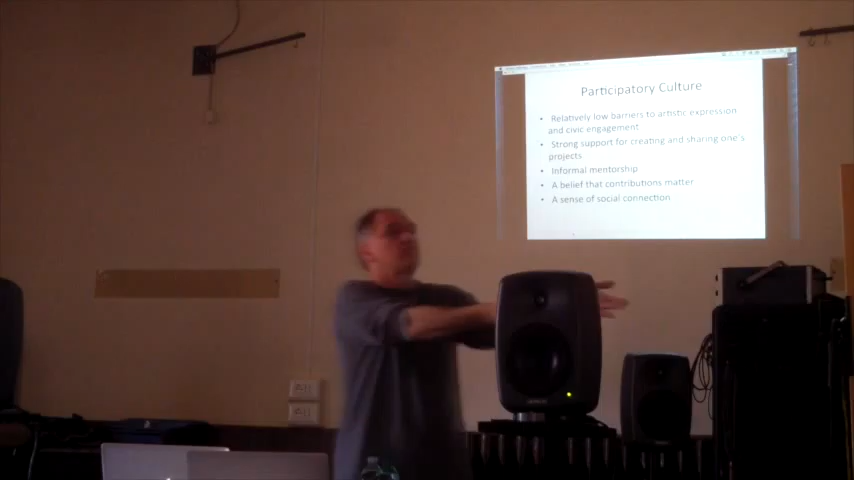 Participatory Culture
• Relatively low barriers to artistic expression
and civic engagement
• Strong support for creating and sharing one's
projects
• Informal mentorship
• A belief that contributions matter
• A sense of social connection